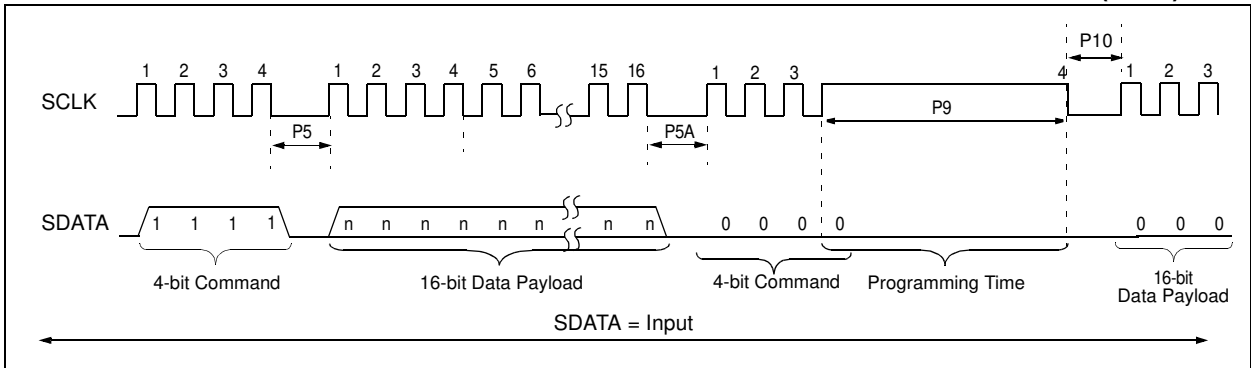 P10
1 2 3 4 1 2 3 4 5 6 15 16 1 2 3 4 1 2 3
SCLK
P9
P5 P5A
SDATA 1 1 1 1 n n n n n n n n 0 0 0 0 0 0 0
4-bit Command 16-bit Data Payload 4-bit Command Programming Time 16-bit
Data Payload
SDATA = Input